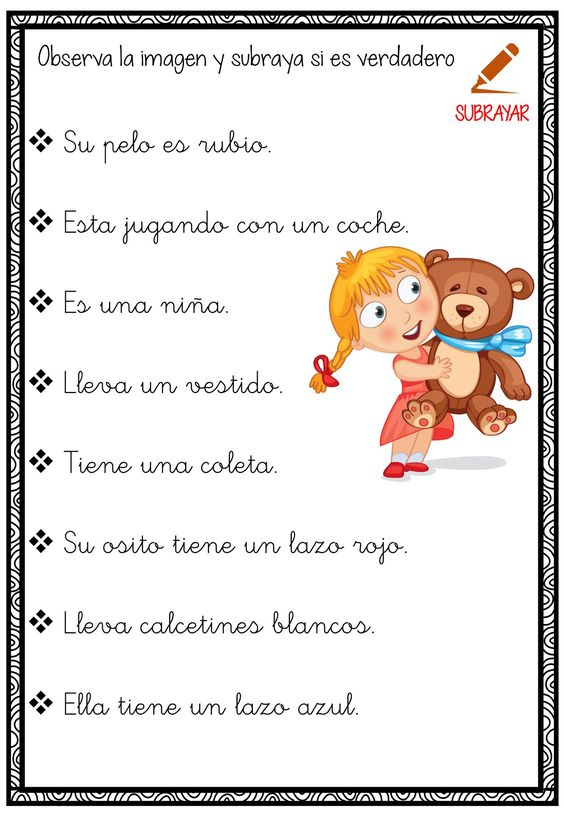 Observa la imagen y subraya si es verdadero
SUBRAYAR
Su pelo es rubio.
Esta jugando con un coche.
Es una niña.
Lleva un vestido.
Tiene una coleta.
Su osito tiene un lazo rojo.
Lleva calcetines blancos.
Ella tiene un lazo azul.